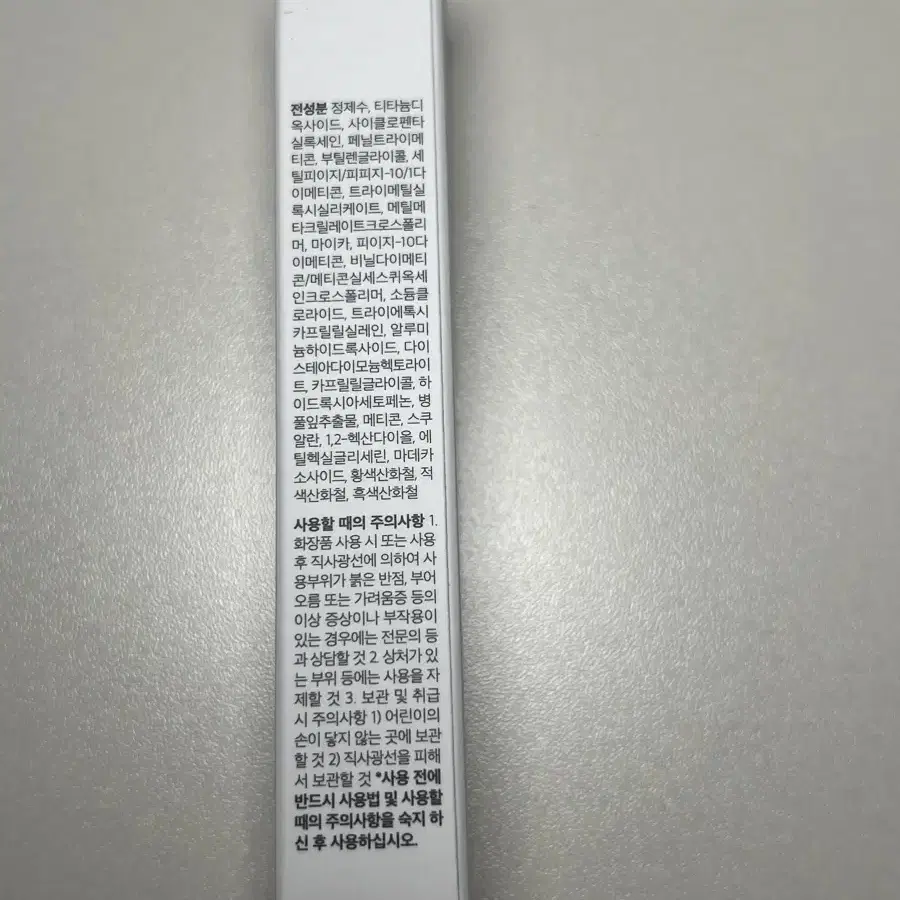 전성분 정제수, 티타늄디
옥사이드, 사이클로펜타
실록세인, 페닐트라이메
티콘, 부틸렌글라이콜, 세
틸피이지/피피지-10/1다
이메티콘, 트라이메틸실
록시실리케이트, 메틸메
타크릴레이트크로스폴리
머, 마이카, 피이지-10다
이메티콘, 비닐다이메티
콘/메티콘실세스퀴옥세
인크로스폴리머, 소듐클
로라이드, 트라이에톡시
카프릴릴실레인, 알루미
늄하이드록사이드, 다이
스테아다이모늄헥토라이
트, 카프릴릴글라이콜, 하
이드록시아세토페논, 병
풀잎추출물, 메티콘, 스쿠
알란, 1,2-헥산다이올, 에
틸헥실글리세린, 마데카
소사이드, 황색산화철, 적
색산화철, 흑색산화철
사용할 때의 주의사항 1.
화장품 사용 시 또는 사용
후 직사광선에 의하여 사
용부위가 붉은 반점, 부어
오름 또는 가려움증 등의
이상 증상이나 부작용이
있는 경우에는 전문의 등
과 상담할 것 2. 상처가 있
는 부위 등에는 사용을 자
제할 것 3. 보관 및 취급
시 주의사항 1) 어린이의
손이 닿지 않는 곳에 보관
할 것 2) 직사광선을 피해
서 보관할 것 *사용 전에
반드시 사용법 및 사용할
때의 주의사항을 숙지 하
신 후 사용하십시오.